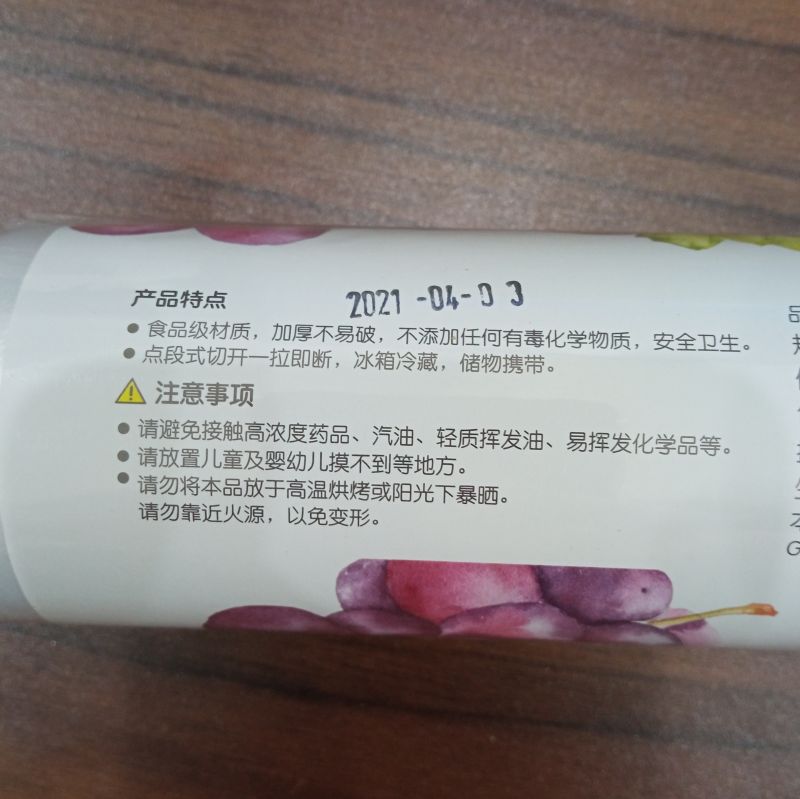 产品特点
2021-04-03
食品级材质，加厚不易破，不添加任何有毒化学物质，安全卫生。
点段式切开一拉即断，冰箱冷藏，储物携带。
注意事项
请避免接触高浓度药品、汽油、轻质挥发油、易挥发化学品等。
请放置儿童及婴幼儿摸不到等地方。
请勿将本品放于高温烘烤或阳光下暴晒。
请勿靠近火源，以免变形。